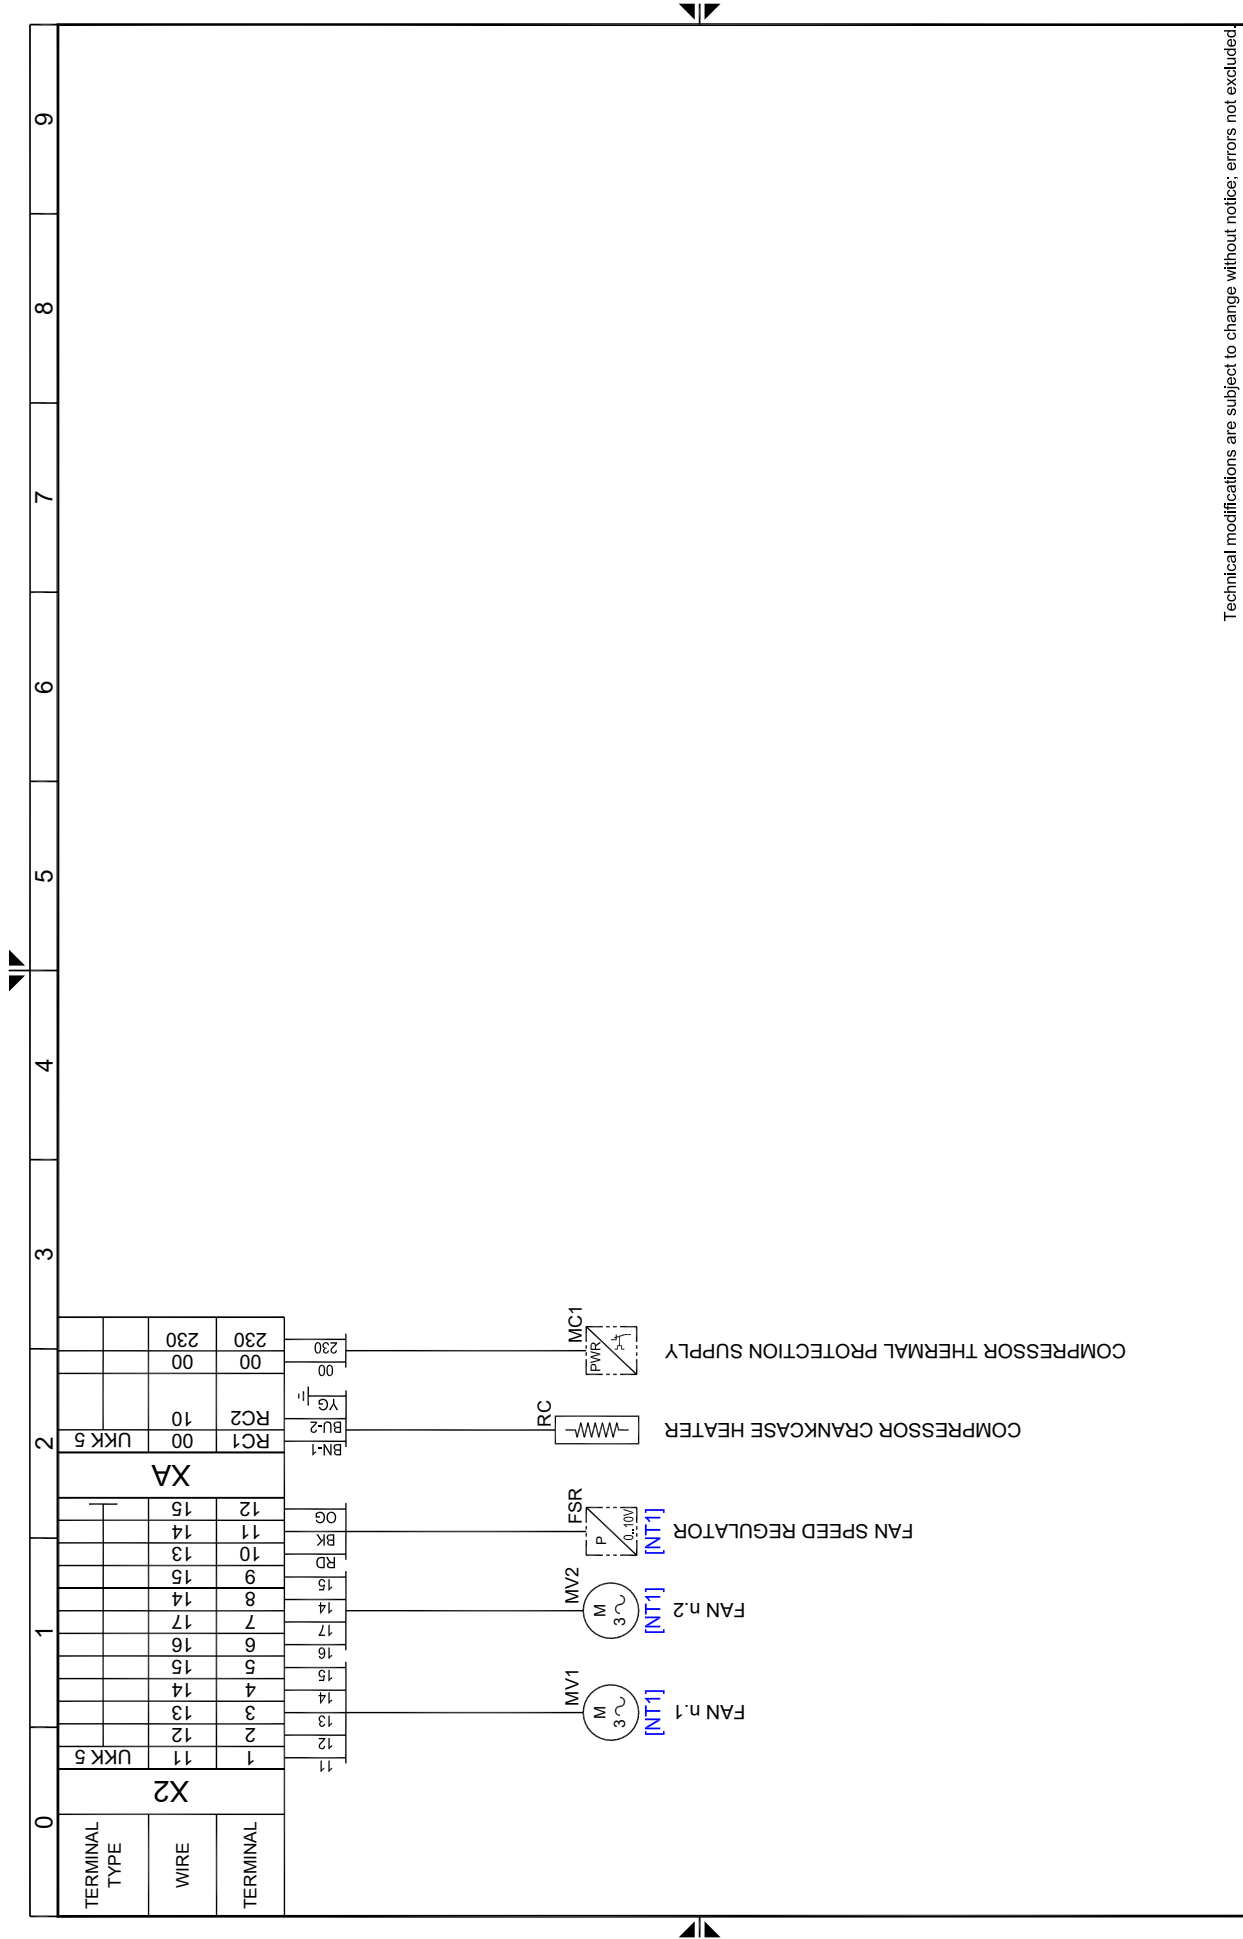 0 1 2 3 4 5 6 7 8 9
TERMINAL
TYPE
UKK 5
UKK 5
WIRE
X2
11 12 13 14 15 16 17 14 15 13 14 15
XA
00 10 00 230
TERMINAL
1 2 3 4 5 6 7 8 9 10 11 12
RC1 RC2 00 230
11 12 13 14 15
16 17 14 15
RD BK OG
BN-1 BU-2 YG
00 230
MV1
M
3
[NT1]
FAN n.1
MV2
M
3
[NT1]
FAN n.2
FSR
P
0..10V
[NT1]
FAN SPEED REGULATOR
RC
COMPRESSOR CRANKCASE HEATER
MC1
PWR
COMPRESSOR THERMAL PROTECTION SUPPLY
Technical modifications are subject to change without notice; errors not excluded.